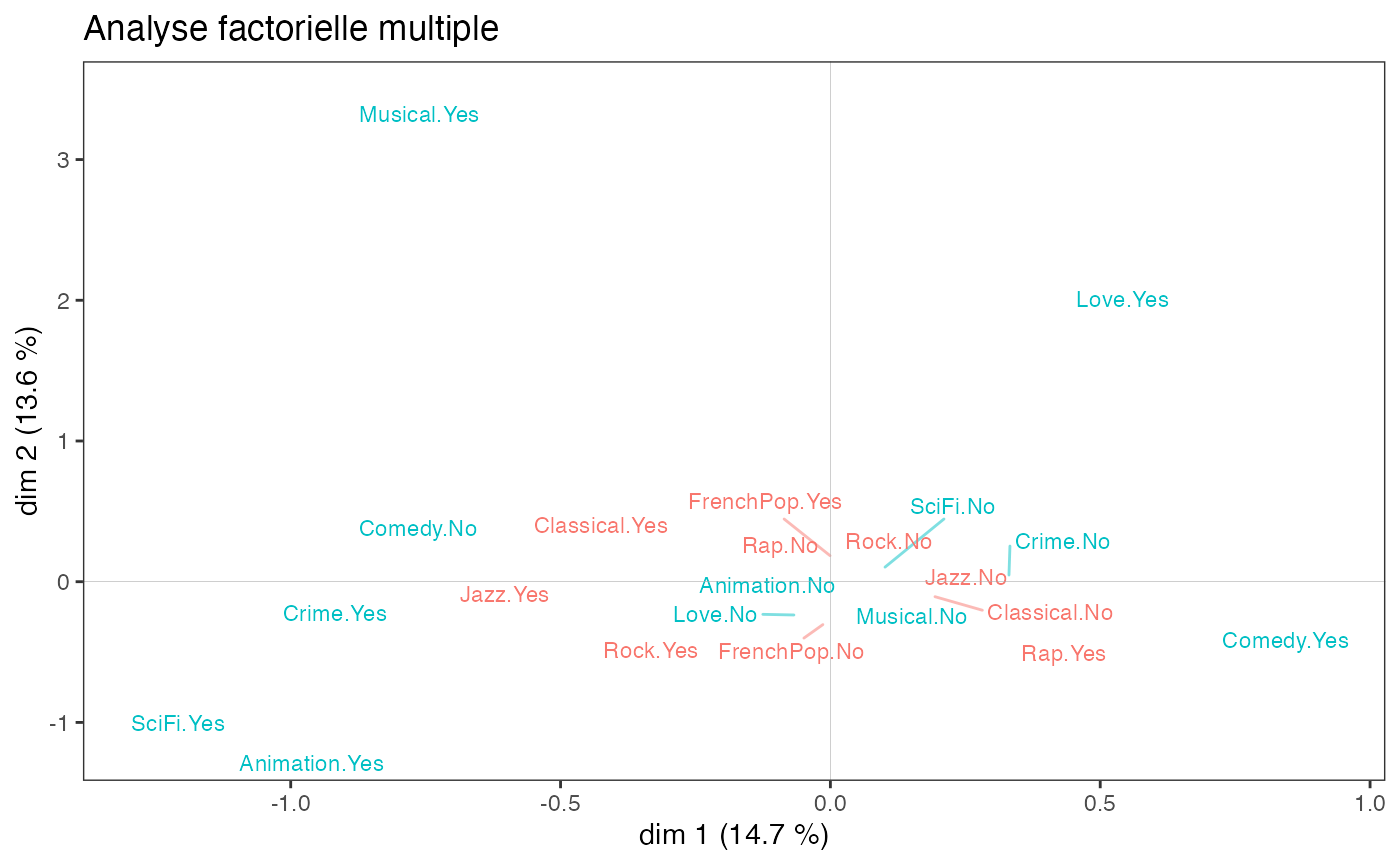 Analyse factorielle multiple
Musical.Yes
3
Love.Yes
2
dim 2 (13.6 %)
1
FrenchPop.Yes
SciFi.No
Comedy.No
Classical.Yes
Rap.No
Rock.No
Crime.No
0
Animation.No
Jazz.No
Jazz.Yes
Crime.Yes
Love.No
Musical.No
Classical.No
Comedy.Yes
Rock.Yes
FrenchPop.No
Rap.Yes
-1
SciFi.Yes
Animation.Yes
-1.0
-0.5
0.0
0.5
1.0
dim 1 (14.7 %)